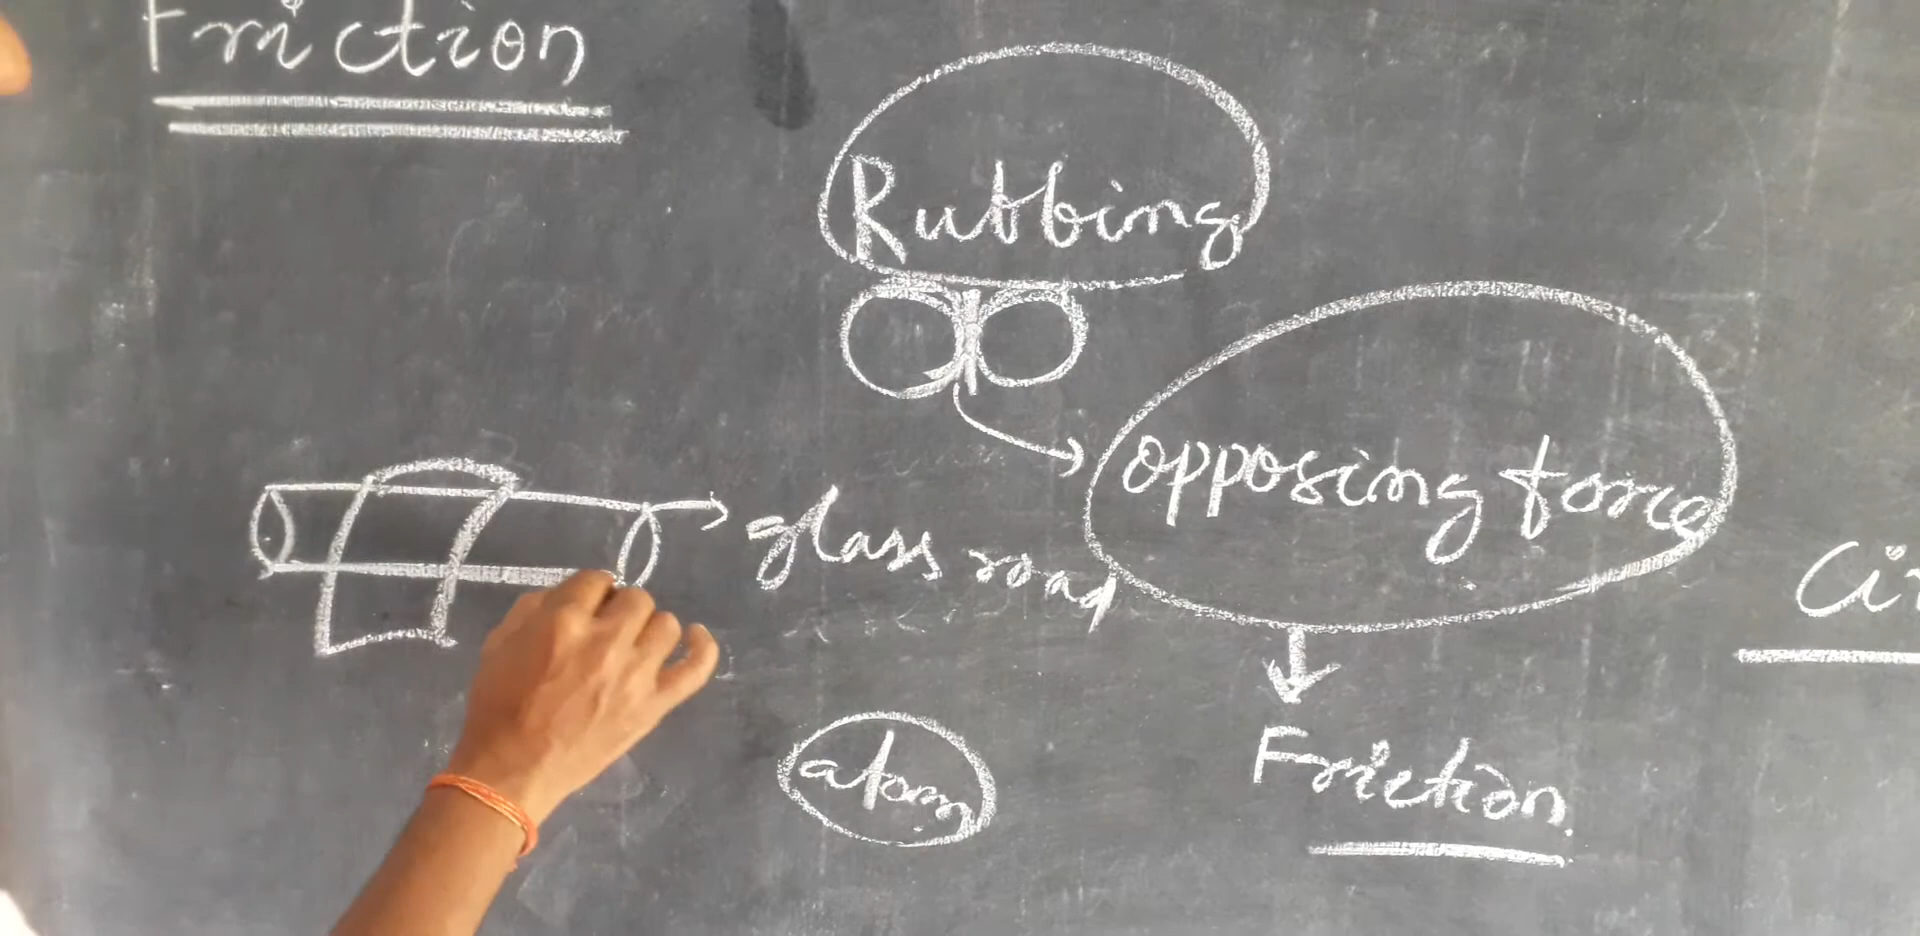 Friction
Rubbing
opposing force
glass road
atom
Friction